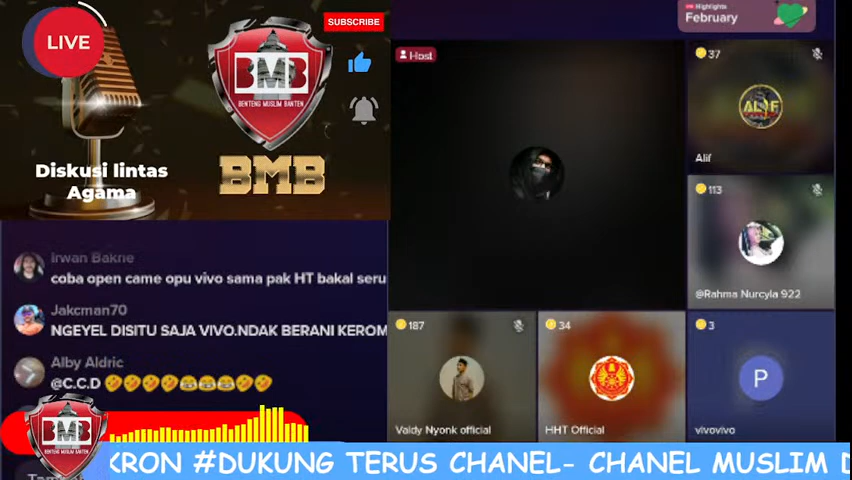 LIVE
SUBSCRIBE
BMB
BENTENG MUSLIM BANTEN
BMB
Diskusi lintas
Agama
Irwan Bakrie
coba open came opu vivo sama pak HT bakal seru
Jakcman70
NGEYEL DISITU SAJA VIVO.NDAK BERANI KEROM
Alby Aldric
@C.C.D 🤣🤣🤣🤣😂😂😂🤣🤣
Highlights
February
Host
37
ALIF
Alif
113
@Rahma Nurcyla 922
187
Valdy Nyonk official
34
HHT Official
3
P
vivovivo
BMB
KRON #DUKUNG TERUS CHANEL- CHANEL MUSLIM D